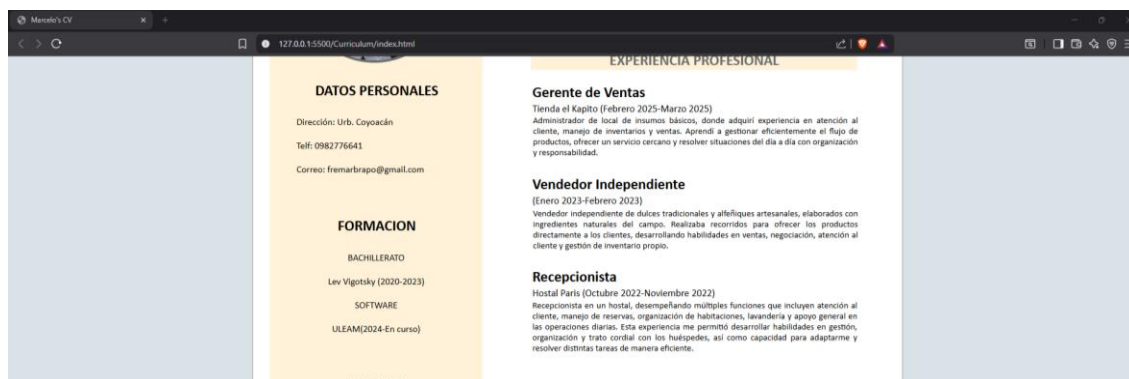 Marcelo's CV
127.0.0.1:5500/Curriculum/index.html
DATOS PERSONALES
Dirección: Urb. Coyoacán
Telf: 0982776641
Correo: fremarbrapo@gmail.com
FORMACION
BACHILLERATO
Lev Vigotsky (2020-2023)
SOFTWARE
ULEAM(2024-En curso)
EXPERIENCIA PROFESIONAL
Gerente de Ventas
Tienda el Kapito (Febrero 2025-Marzo 2025)
Administrador de local de insumos básicos, donde adquirí experiencia en atención al
cliente, manejo de inventarios y ventas. Aprendí a gestionar eficientemente el flujo de
productos, ofrecer un servicio cercano y resolver situaciones del día a día con organización
y responsabilidad.
Vendedor Independiente
(Enero 2023-Febrero 2023)
Vendedor independiente de dulces tradicionales y alfeñiques artesanales, elaborados con
ingredientes naturales del campo. Realizaba recorridos para ofrecer los productos
directamente a los clientes, desarrollando habilidades en ventas, negociación, atención al
cliente y gestión de inventario propio.
Recepcionista
Hostal Paris (Octubre 2022-Noviembre 2022)
Recepcionista en un hostal, desempeñando múltiples funciones que incluyen atención al
cliente, manejo de reservas, organización de habitaciones, lavandería y apoyo general en
las operaciones diarias. Esta experiencia me permitió desarrollar habilidades en gestión,
organización y trato cordial con los huéspedes, así como capacidad para adaptarme y
resolver distintas tareas de manera eficiente.